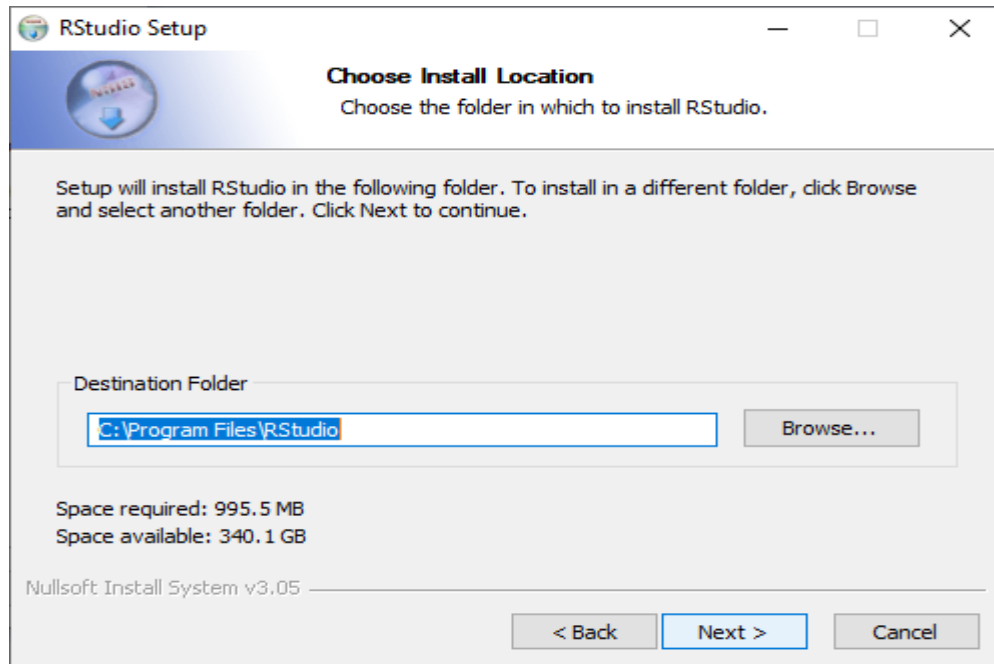 RStudio Setup
Choose Install Location
Choose the folder in which to install RStudio.
Setup will install RStudio in the following folder. To install in a different folder, click Browse
and select another folder. Click Next to continue.
Destination Folder
C:\Program Files\RStudio
Browse...
Space required: 995.5 MB
Space available: 340.1 GB
Nullsoft Install System v3.05
< Back
Next >
Cancel